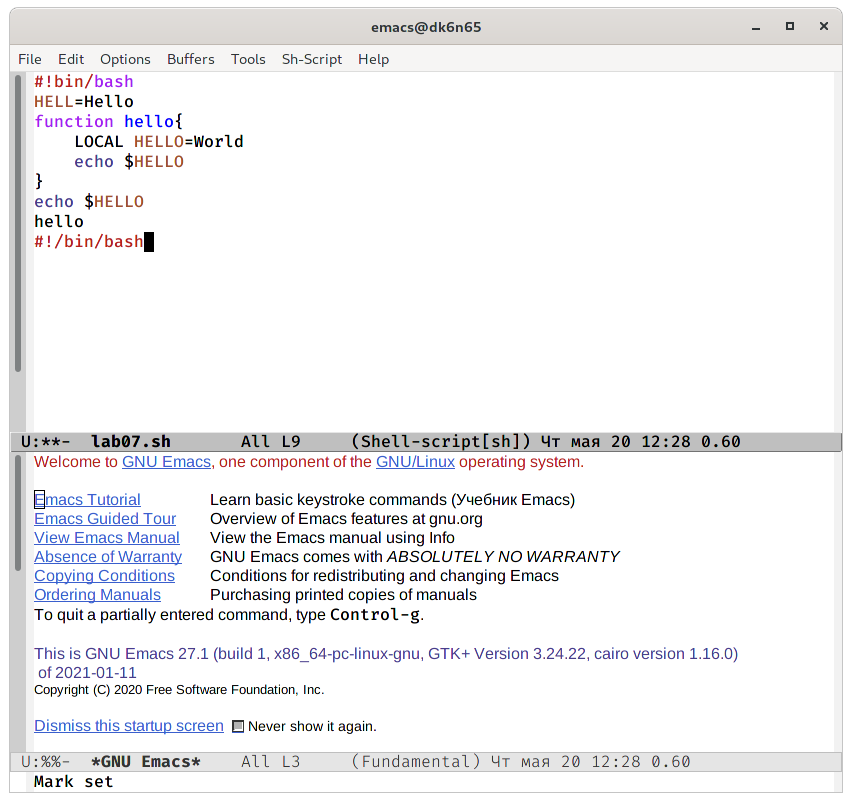 emacs@dk6n65
File Edit Options Buffers Tools Sh-Script Help
#!bin/bash
HELL=Hello
function hello{
    LOCAL HELLO=World
    echo $HELLO
}
echo $HELLO
hello
#!/bin/bash
U:**-  lab07.sh       All L9     (Shell-script[sh]) Чт мая 20 12:28 0.60
Welcome to GNU Emacs, one component of the GNU/Linux operating system.
Emacs Tutorial Learn basic keystroke commands (Учебник Emacs)
Emacs Guided Tour Overview of Emacs features at gnu.org
View Emacs Manual View the Emacs manual using Info
Absence of Warranty GNU Emacs comes with ABSOLUTELY NO WARRANTY
Copying Conditions Conditions for redistributing and changing Emacs
Ordering Manuals Purchasing printed copies of manuals
To quit a partially entered command, type Control-g.
This is GNU Emacs 27.1 (build 1, x86_64-pc-linux-gnu, GTK+ Version 3.24.22, cairo version 1.16.0)
 of 2021-01-11
Copyright (C) 2020 Free Software Foundation, Inc.
Dismiss this startup screen Never show it again.
U:%%-  *GNU Emacs*    All L3     (Fundamental) Чт мая 20 12:28 0.60
Mark set